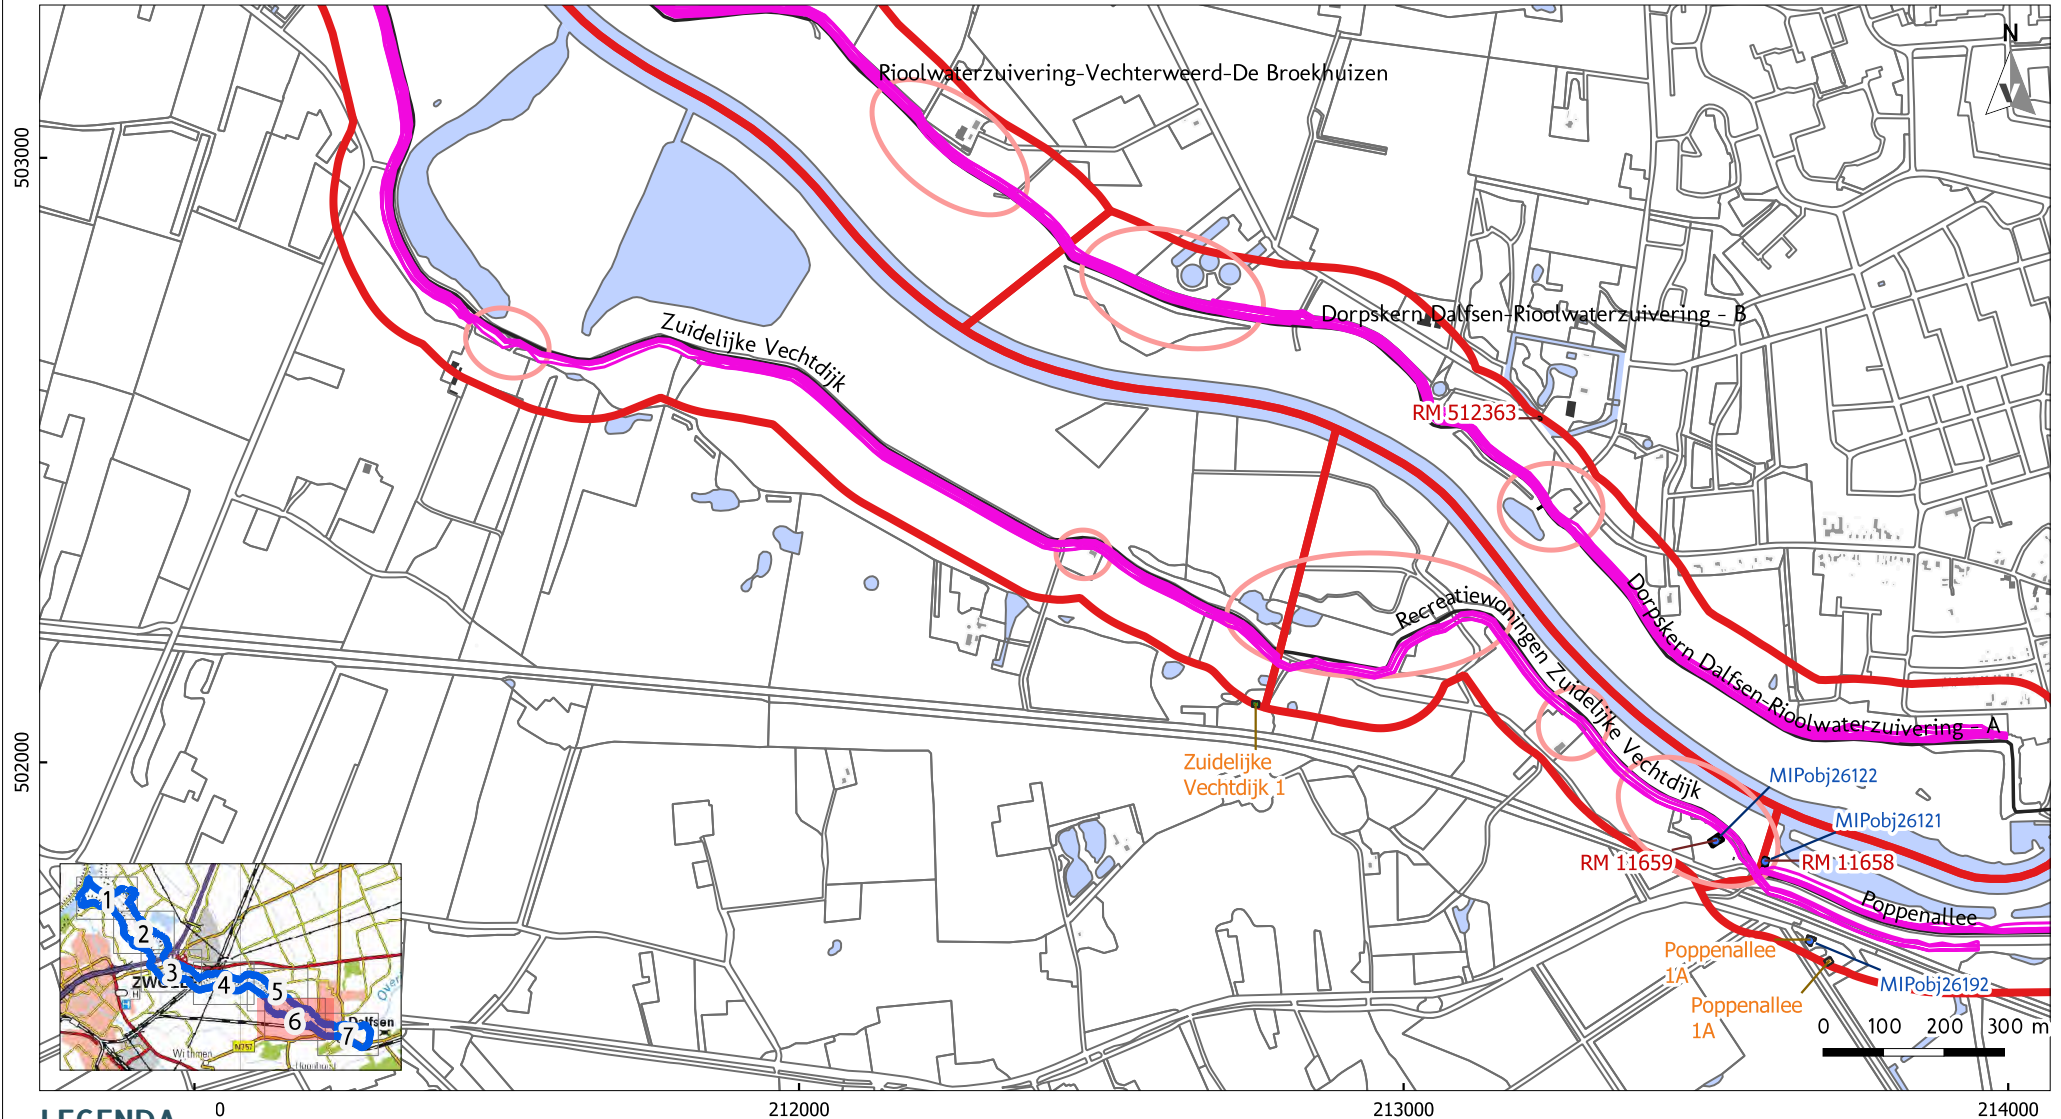 N
Rioolwaterzuivering-Vechterweerd-De Broekhuizen
503000
Zuidelijke Vechtdijk
Dorpskern Dalfsen-Rioolwaterzuivering - B
RM 512363
Recreatiewoningen Zuidelijke Vechtdijk
Dorpskern Dalfsen-Rioolwaterzuivering - A
502000
Zuidelijke
Vechtdijk 1
MIPobj26122
MIPobj26121
RM 11659
RM 11658
Poppenallee
Poppenallee
1A
MIPobj26192
Poppenallee
1A
0 100 200 300 m
1
2
3
4
5
6
7
Dalfsen
Withmen
N757
0
212000
213000
214000
LEGENDA